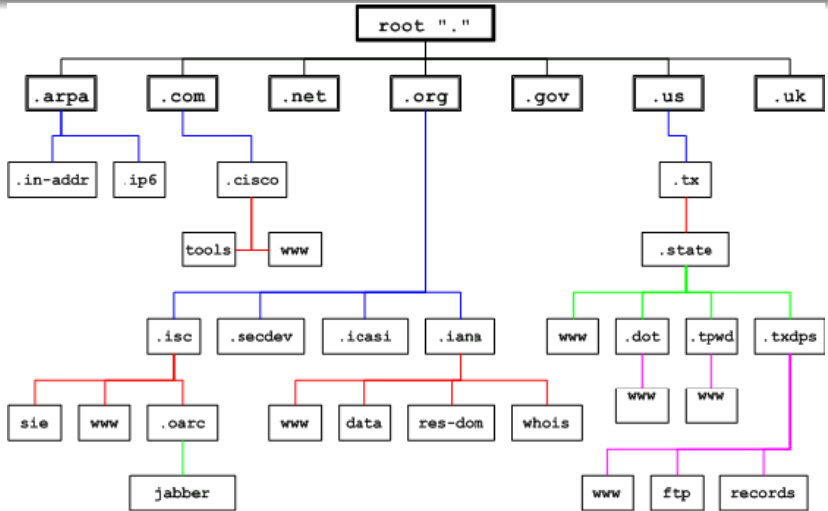 root "."
.arpa
.com
.net
.org
.gov
.us
.uk
.in-addr
.ip6
.cisco
.tx
tools
www
.state
.isc
.secdev
.icasi
.iana
www
.dot
.tpwd
.txdps
www
www
sie
www
.oarc
www
data
res-dom
whois
jabber
www
ftp
records